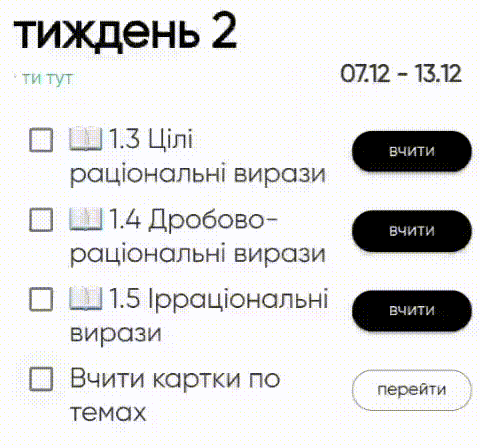 тиждень 2
· ти тут
07.12 - 13.12
1.3 Цілі
раціональні вирази
вчити
1.4 Дробово-
раціональні вирази
вчити
1.5 Ірраціональні
вирази
вчити
Вчити картки по
темах
перейти